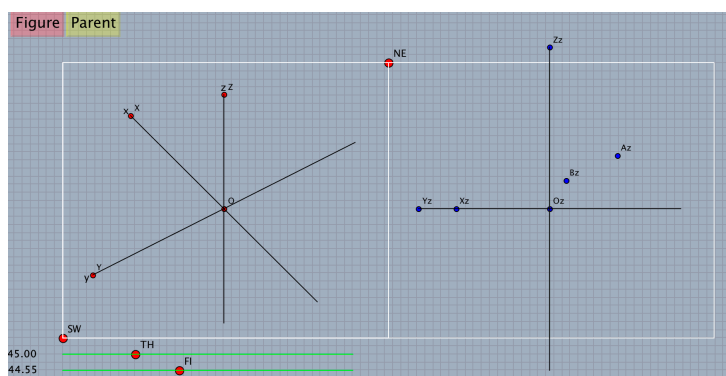 Figure Parent
NE
Zz
z Z
x X
Az
Bz
O
Yz Xz Oz
y Y
SW
TH
45.00
FI
44.55